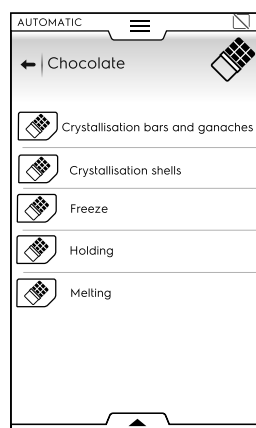 AUTOMATIC
Chocolate
Crystallisation bars and ganaches
Crystallisation shells
Freeze
Holding
Melting